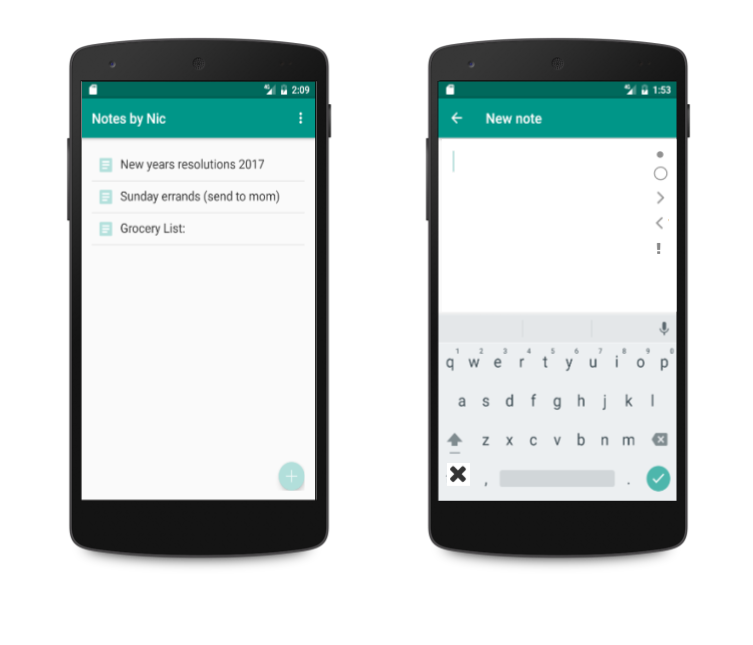 2:09
Notes by Nic
New years resolutions 2017
Sunday errands (send to mom)
Grocery List:
1:53
New note
1 2 3 4 5 6 7 8 9 0
q w e r t y u i o p
a s d f g h j k l
z x c v b n m
, .